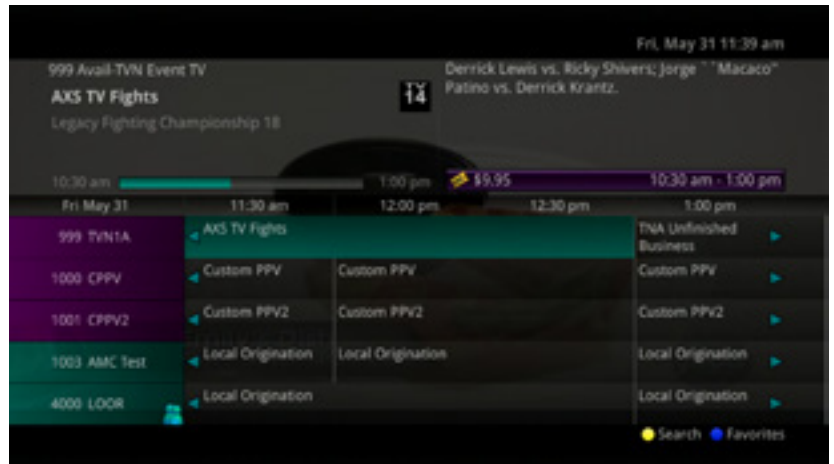 Fri, May 31 11:39 am
999 Avail-TVN Event TV
AXS TV Fights
Legacy Fighting Championship 18
TV 14
Derrick Lewis vs. Ricky Shivers; Jorge ``Macaco"
Patino vs. Derrick Krantz.
10:30 am 1:00 pm
$9.95 10:30 am - 1:00 pm
Fri May 31 11:30 am 12:00 pm 12:30 pm 1:00 pm
999 TVN1A AXS TV Fights TNA Unfinished
Business
1000 CPPV Custom PPV Custom PPV Custom PPV
1001 CPPV2 Custom PPV2 Custom PPV2 Custom PPV2
1003 AMC Test Local Origination Local Origination Local Origination
4000 LOOR Local Origination Local Origination
Search Favorites